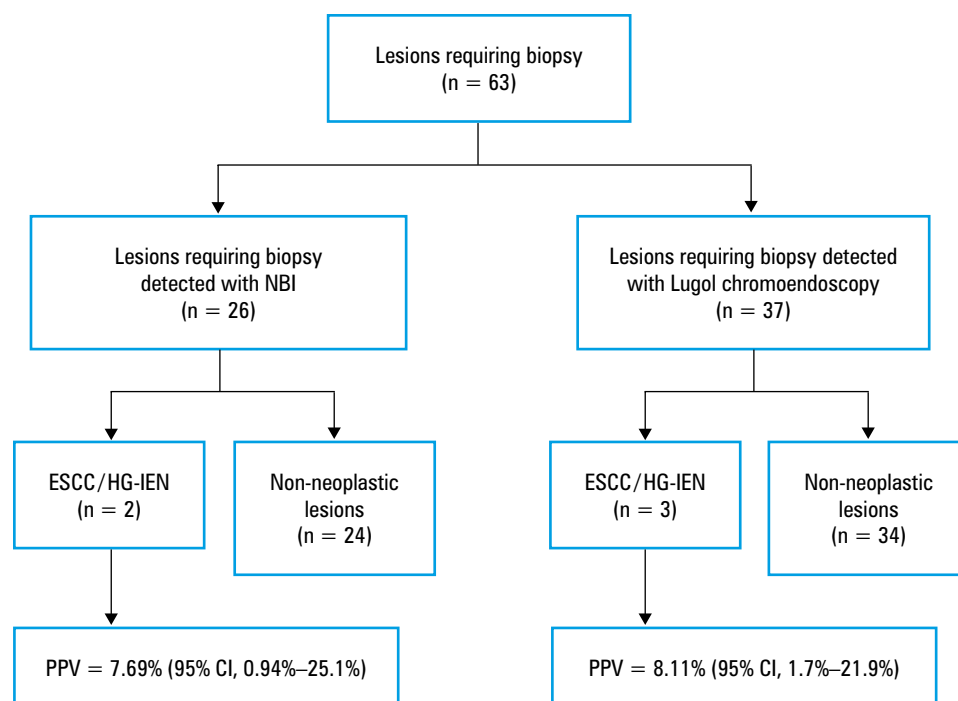 Lesions requiring biopsy
(n = 63)
Lesions requiring biopsy
detected with NBI
(n = 26)
Lesions requiring biopsy detected
with Lugol chromoendoscopy
(n = 37)
ESCC/HG-IEN
(n = 2)
Non-neoplastic
lesions
(n = 24)
ESCC/HG-IEN
(n = 3)
Non-neoplastic
lesions
(n = 34)
PPV = 7.69% (95% CI, 0.94%–25.1%)
PPV = 8.11% (95% CI, 1.7%–21.9%)